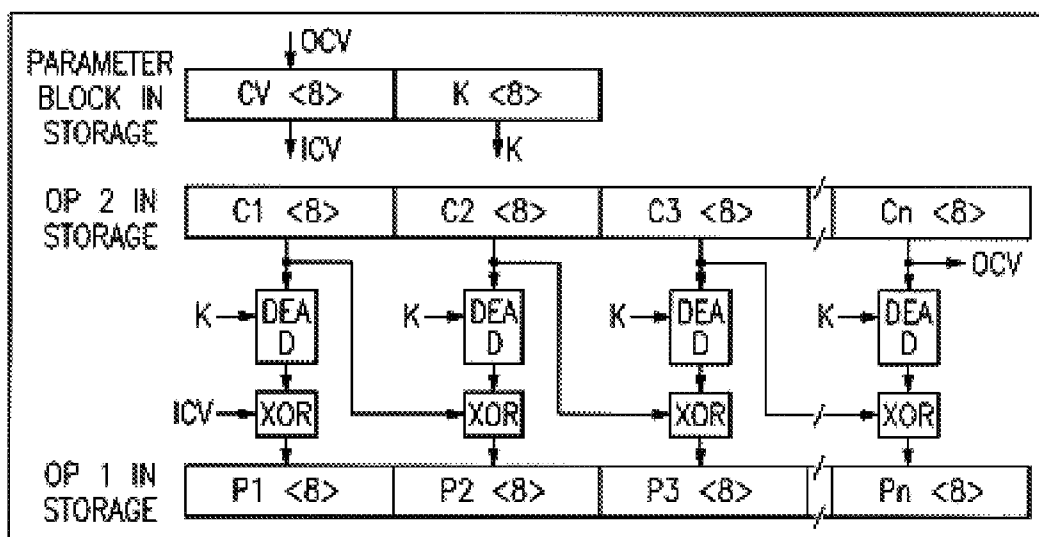 OCV
PARAMETER
BLOCK IN
STORAGE
CV <8> K <8>
ICV K
OP 2 IN
STORAGE
C1 <8> C2 <8> C3 <8> Cn <8>
OCV
K DEA K DEA K DEA K DEA
D D D D
ICV XOR XOR XOR XOR
OP 1 IN
STORAGE
P1 <8> P2 <8> P3 <8> Pn <8>